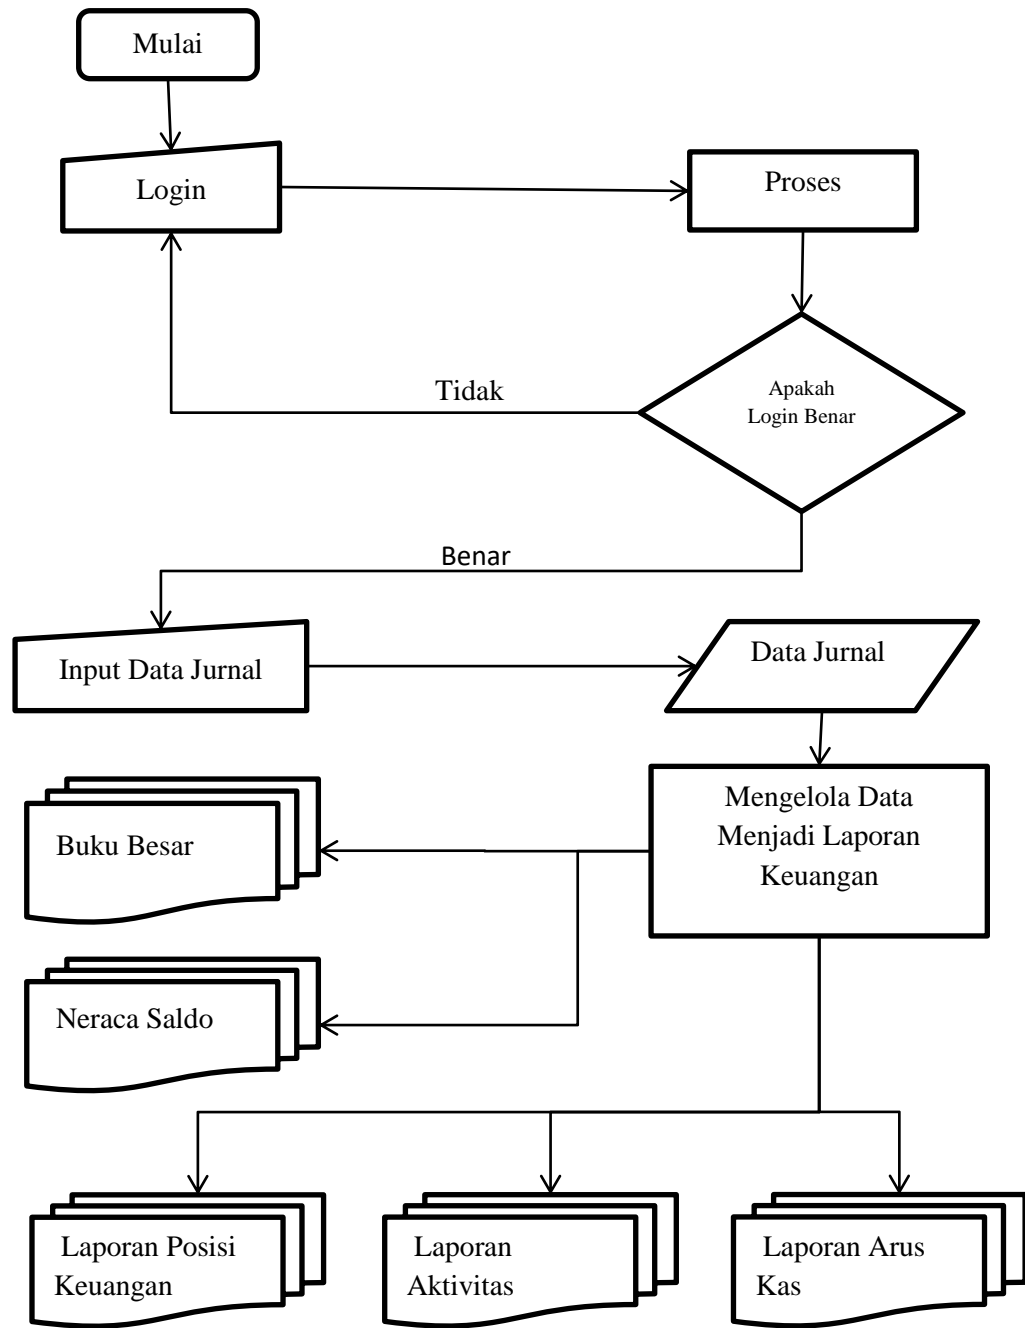 Mulai
Login
Proses
Apakah
Login Benar
Tidak
Benar
Input Data Jurnal
Data Jurnal
Mengelola Data
Menjadi Laporan
Keuangan
Buku Besar
Neraca Saldo
Laporan Posisi
Keuangan
Laporan
Aktivitas
Laporan Arus
Kas